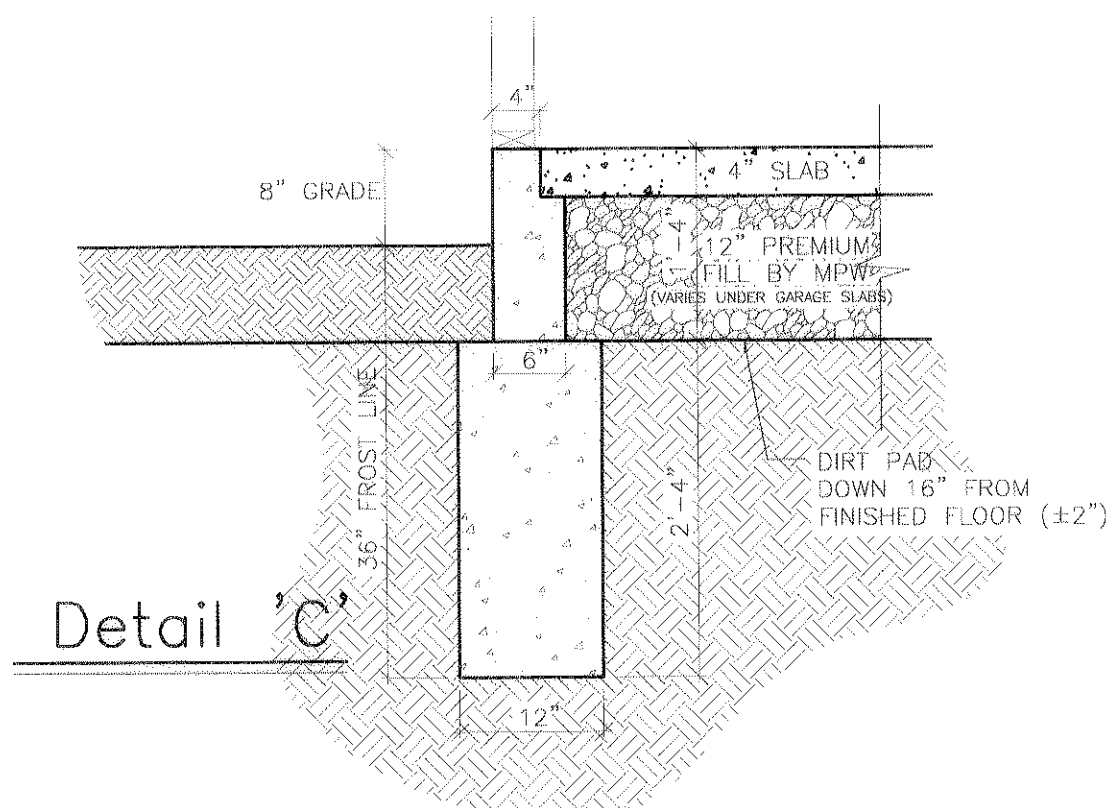 4"
8" GRADE
4" SLAB
1'-4"
12" PREMIUM
FILL BY MPW
(VARIES UNDER GARAGE SLABS)
6"
36" FROST LINE
2'-4"
DIRT PAD
DOWN 16" FROM
FINISHED FLOOR (±2")
Detail 'C'
12"